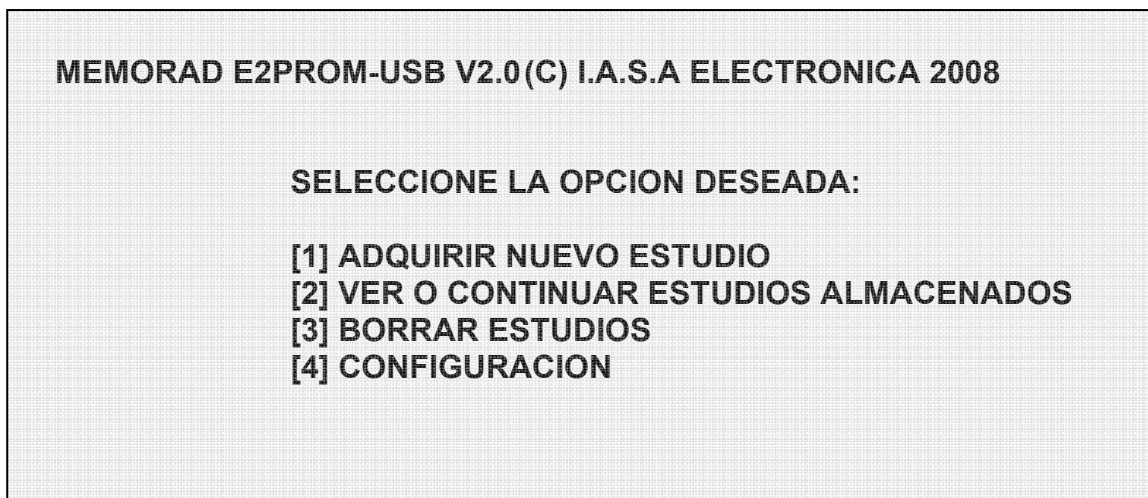 MEMORAD E2PROM-USB V2.0(C) I.A.S.A ELECTRONICA 2008
SELECCIONE LA OPCION DESEADA:
[1] ADQUIRIR NUEVO ESTUDIO
[2] VER O CONTINUAR ESTUDIOS ALMACENADOS
[3] BORRAR ESTUDIOS
[4] CONFIGURACION